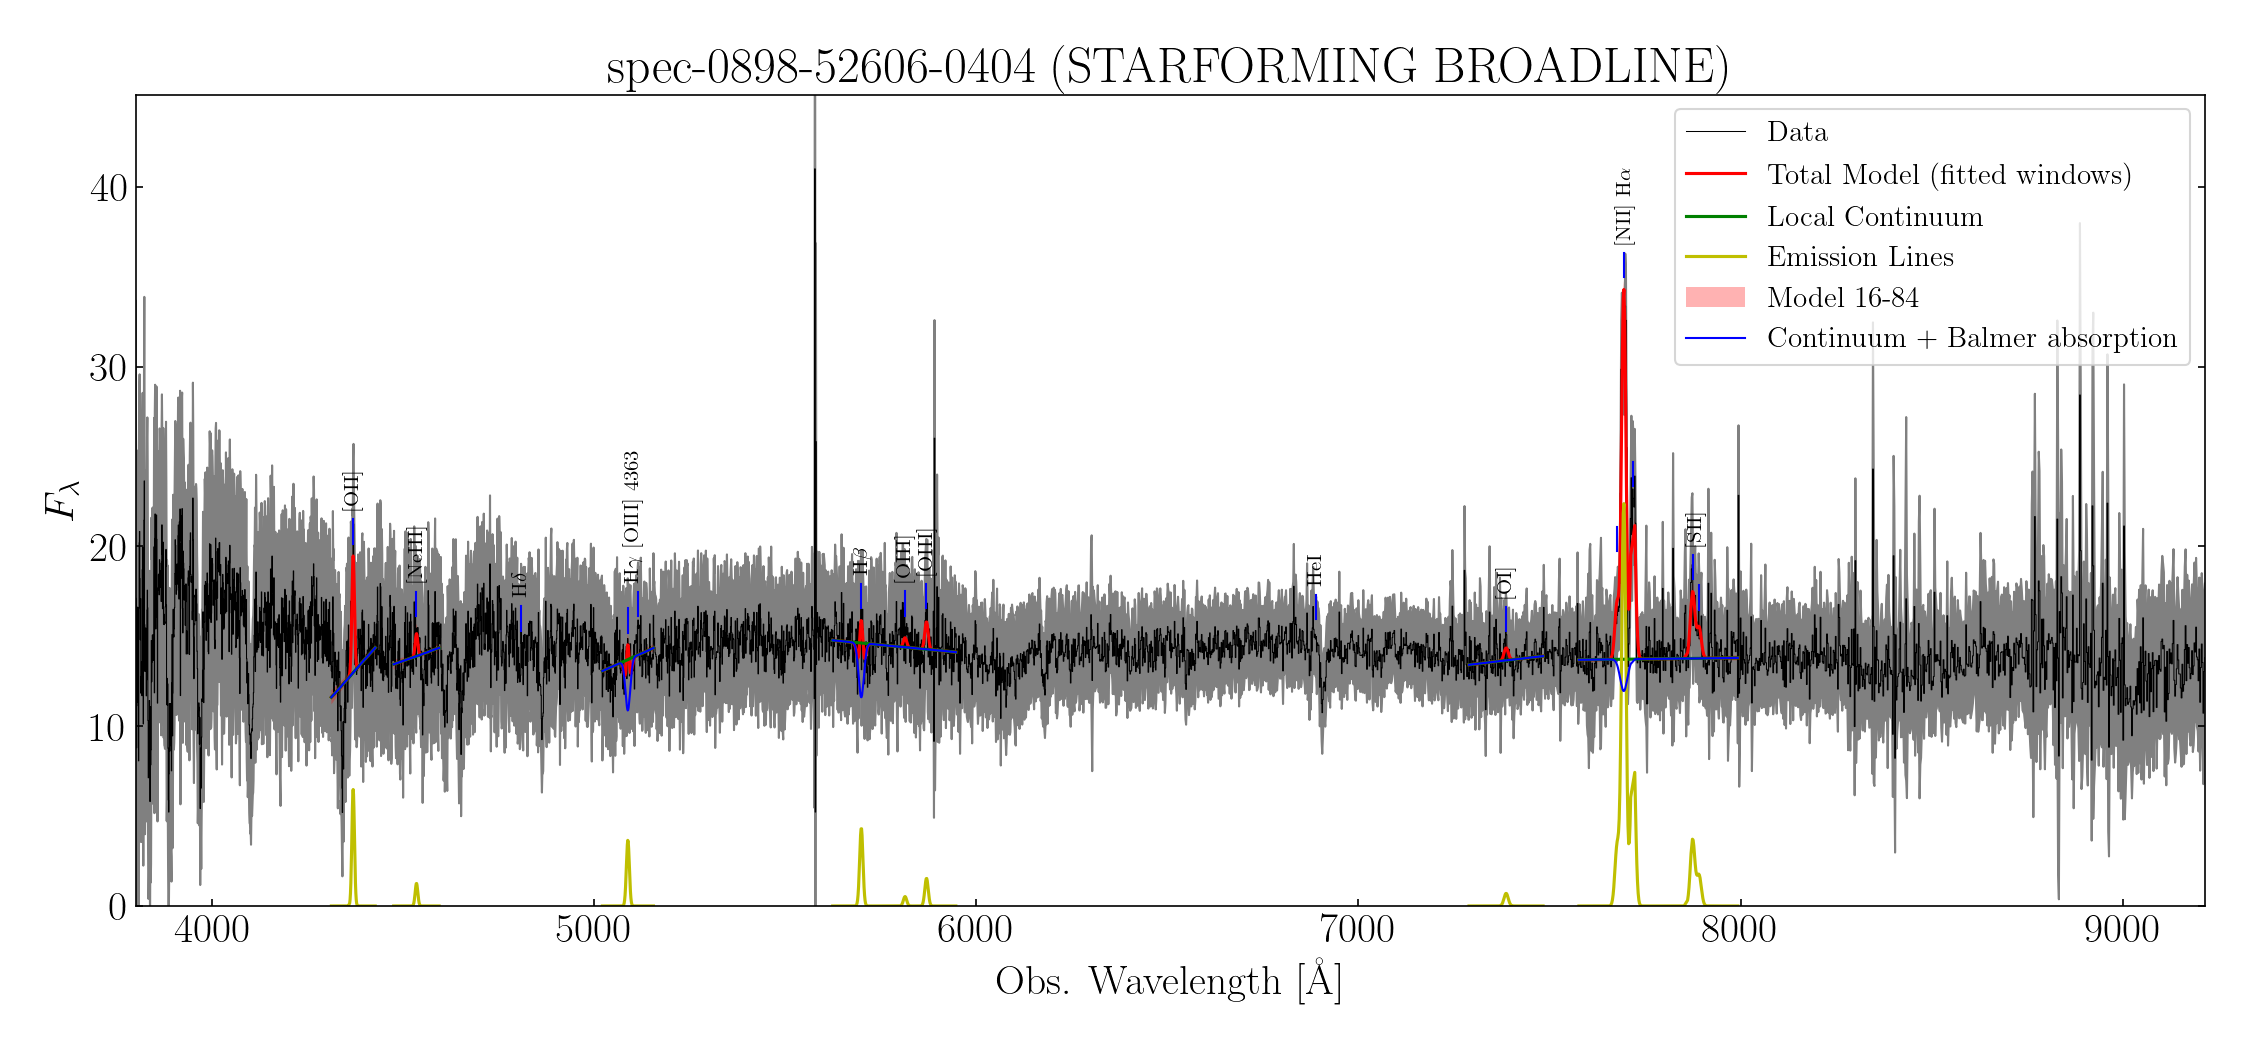 spec-0898-52606-0404 (STARFORMING BROADLINE)
Data
Total Model (fitted windows)
Local Continuum
Emission Lines
Model 16-84
Continuum + Balmer absorption
[OII]
[NeIII]
Hδ
Hγ [OIII] 4363
Hβ
[OIII]
[OIII]
HeI
[OI]
[NII] Hα
[SII]
Fλ
40
30
20
10
0
4000
5000
6000
7000
8000
9000
Obs. Wavelength [Å]